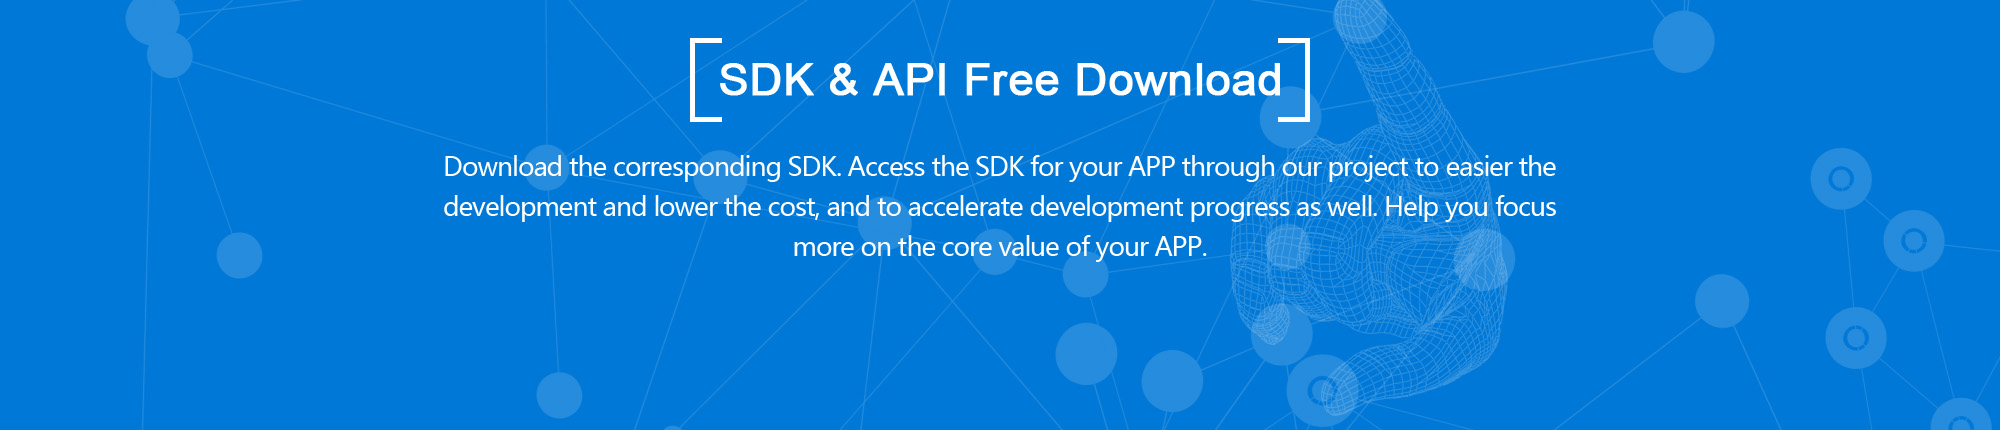 SDK & API Free Download
Download the corresponding SDK. Access the SDK for your APP through our project to easier the
development and lower the cost, and to accelerate development progress as well. Help you focus
more on the core value of your APP.